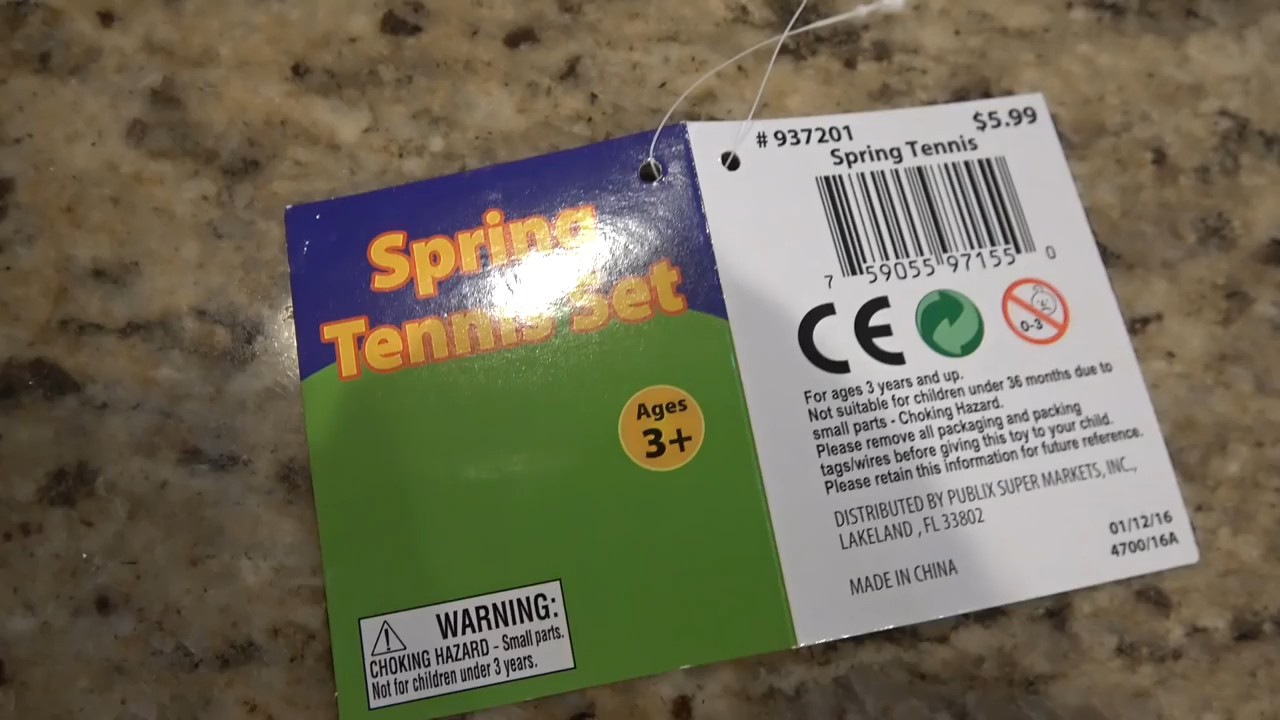 Spring
Tennis Set
Ages
3+
WARNING:
CHOKING HAZARD - Small parts.
Not for children under 3 years.
# 937201
$5.99
Spring Tennis
7 59055 97155 0
CE
0-3
For ages 3 years and up.
Not suitable for children under 36 months due to
small parts - Choking Hazard.
Please remove all packaging and packing
tags/wires before giving this toy to your child.
Please retain this information for future reference.
DISTRIBUTED BY PUBLIX SUPER MARKETS, INC.,
LAKELAND , FL 33802
01/12/16
4700/16A
MADE IN CHINA